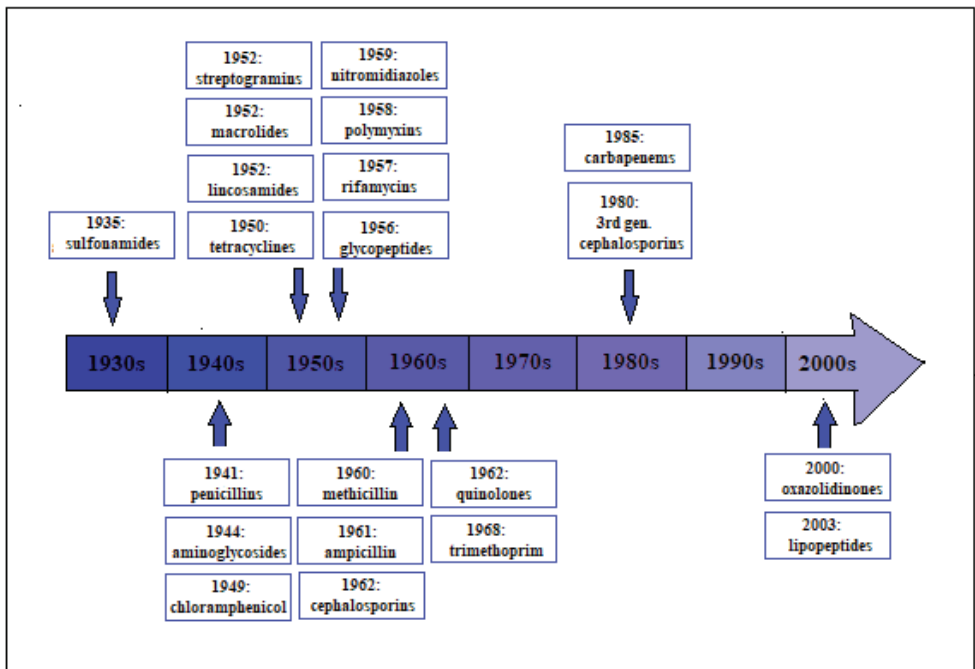 1952:
streptogramins
1952:
macrolides
1952:
lincosamides
1950:
tetracyclines
1959:
nitromidiazoles
1958:
polymyxins
1957:
rifamycins
1956:
glycopeptides
1985:
carbapenems
1980:
3rd gen.
cephalosporins
1935:
sulfonamides
1930s
1940s
1950s
1960s
1970s
1980s
1990s
2000s
1941:
penicillins
1944:
aminoglycosides
1949:
chloramphenicol
1960:
methicillin
1961:
ampicillin
1962:
cephalosporins
1962:
quinolones
1968:
trimethoprim
2000:
oxazolidinones
2003:
lipopeptides